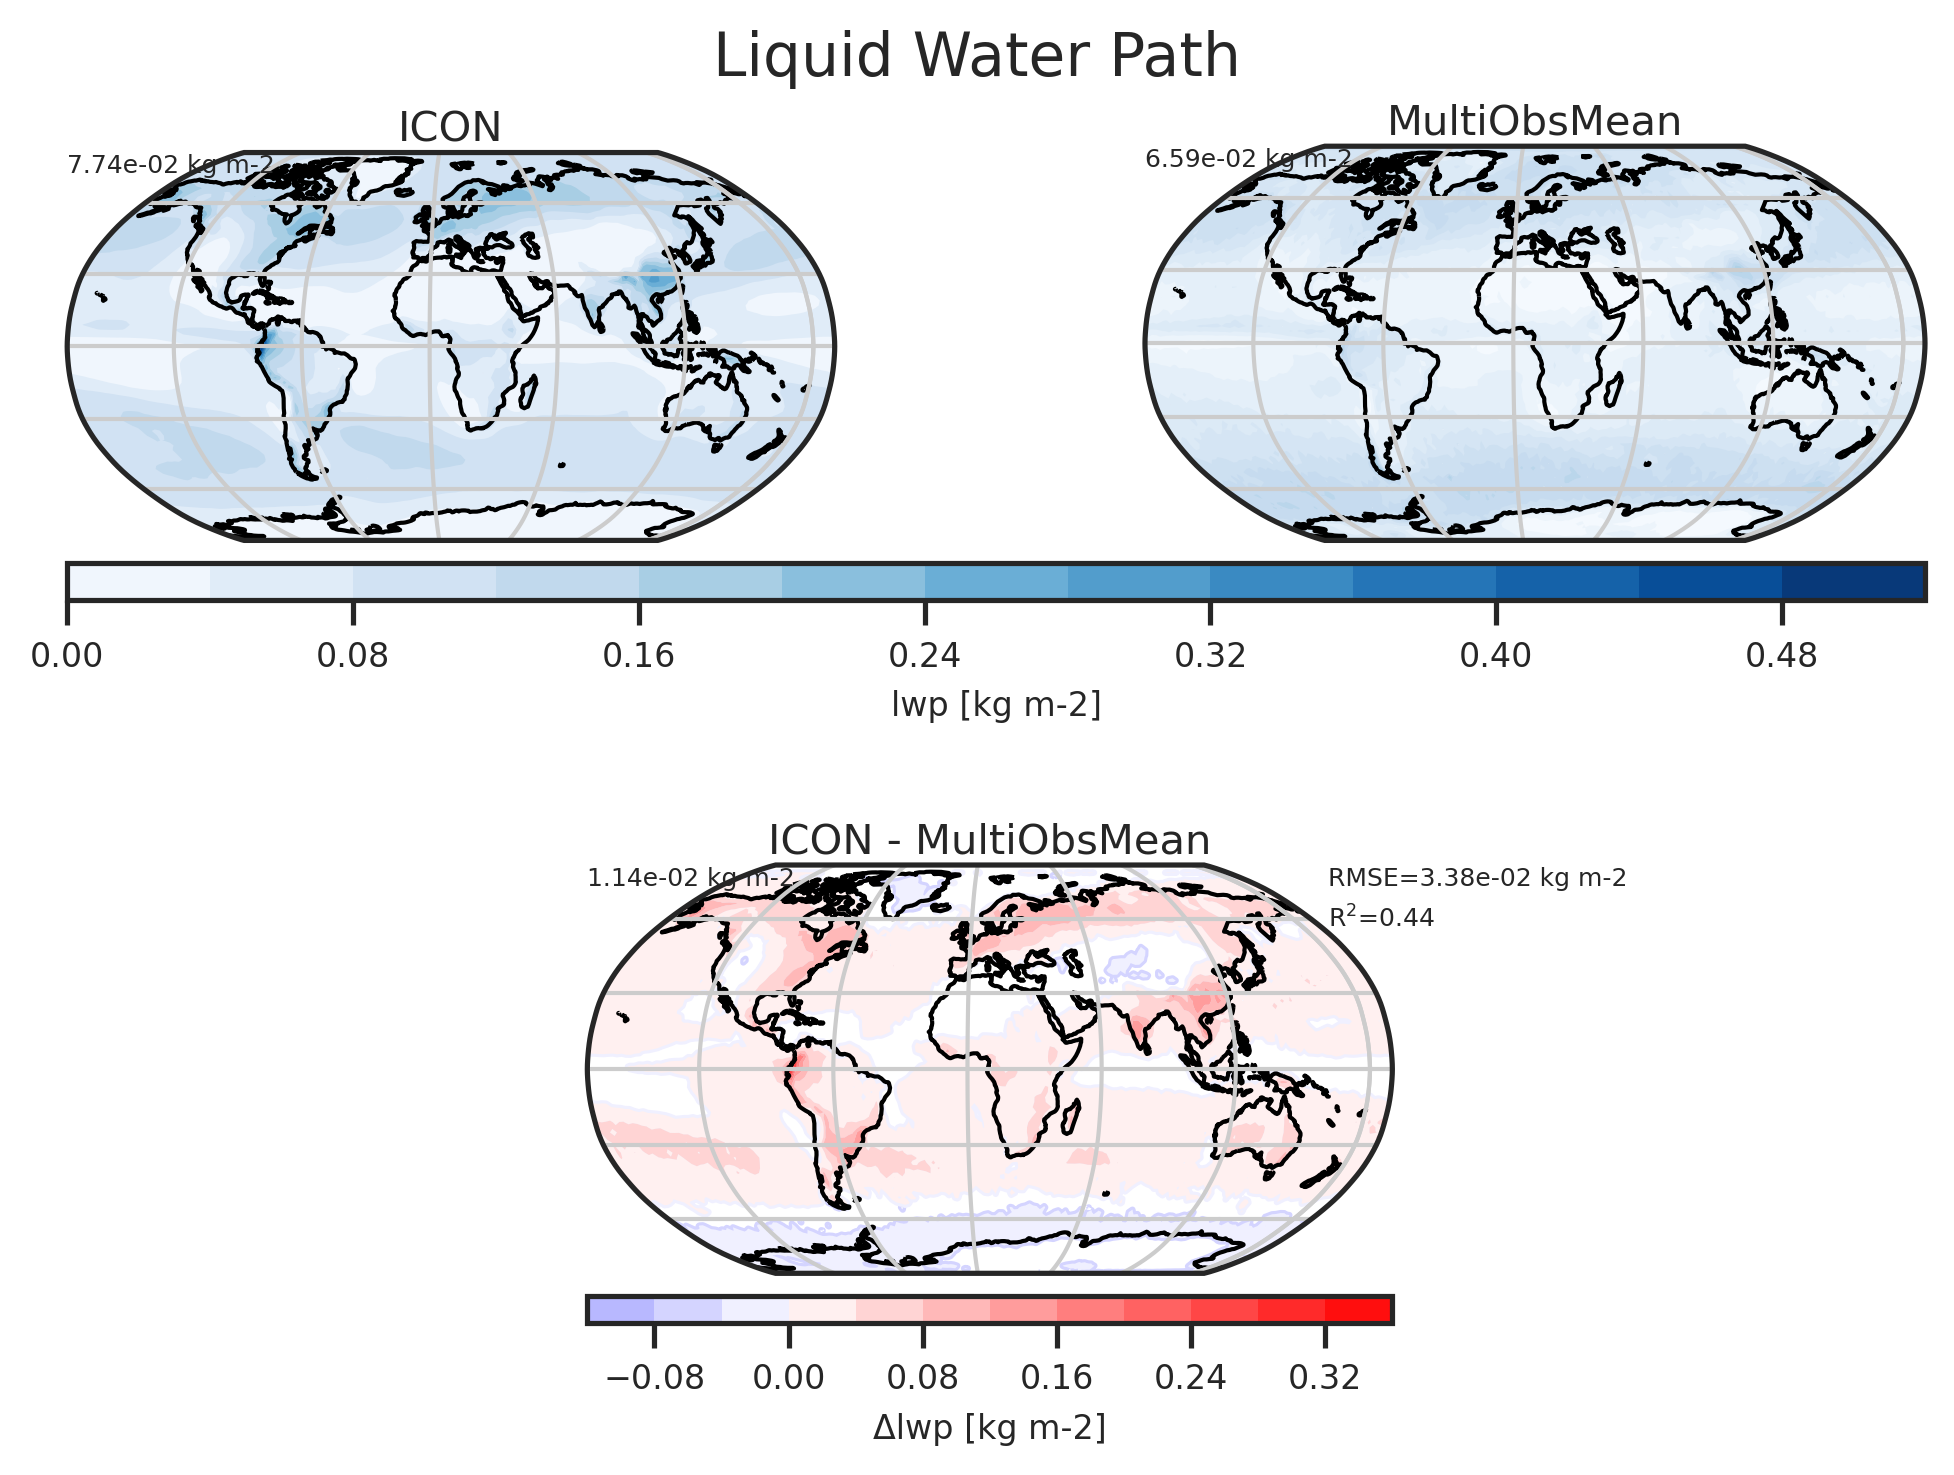 Liquid Water Path
ICON
MultiObsMean
7.74e-02 kg m-2
6.59e-02 kg m-2
0.00 0.08 0.16 0.24 0.32 0.40 0.48
lwp [kg m-2]
ICON - MultiObsMean
1.14e-02 kg m-2
RMSE=3.38e-02 kg m-2
R²=0.44
−0.08 0.00 0.08 0.16 0.24 0.32
Δlwp [kg m-2]